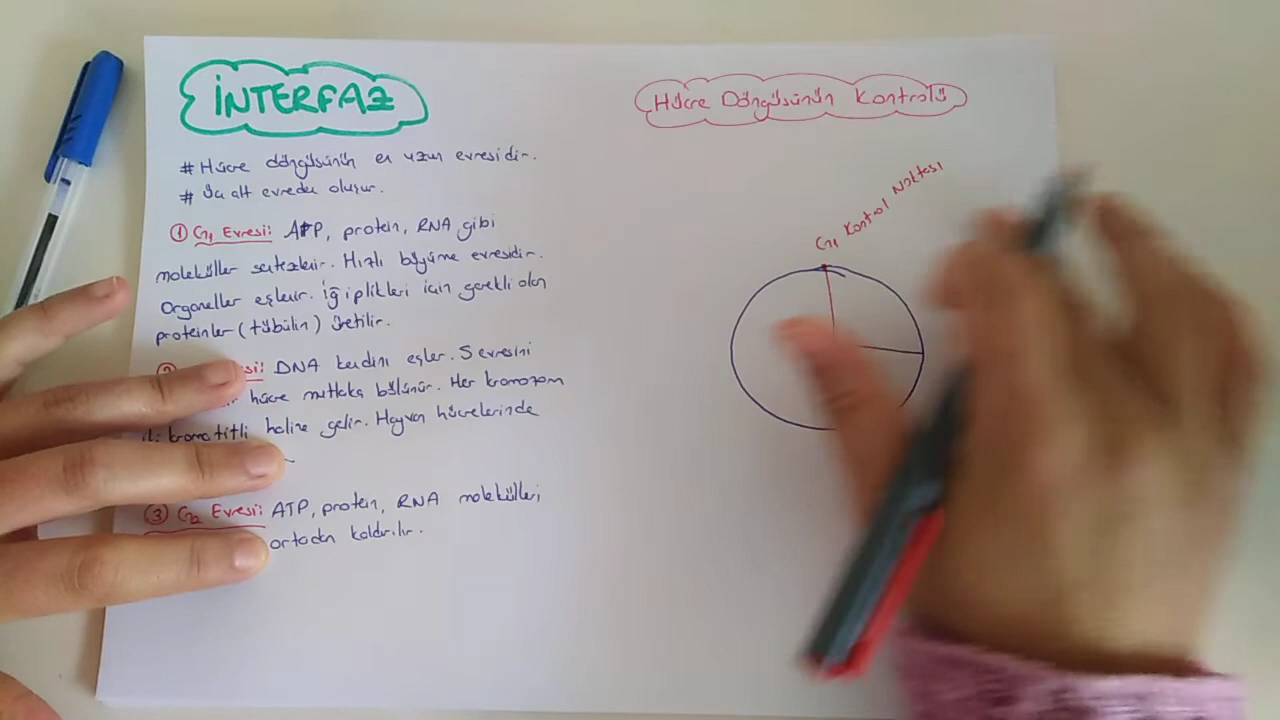 İNTERFAZ
# Hücre döngüsünün en uzun evresidir.
# Üç alt evreden oluşur.
① G₁ Evresi: ATP, protein, RNA gibi
moleküller sentezlenir. Hızlı büyüme evresidir.
Organeller eşlenir. İğ iplikleri için gerekli olan
proteinler (tübülin) üretilir.
DNA kendini eşler. S evresini
hücre mutlaka bölünür. Her kromozom
kromatitli haline gelir. Hayvan hücrelerinde
③ G₂ Evresi: ATP, protein, RNA molekülleri
ortadan kaldırılır.
Hücre Döngüsünün Kontrolü
G₁ Kontrol Noktası